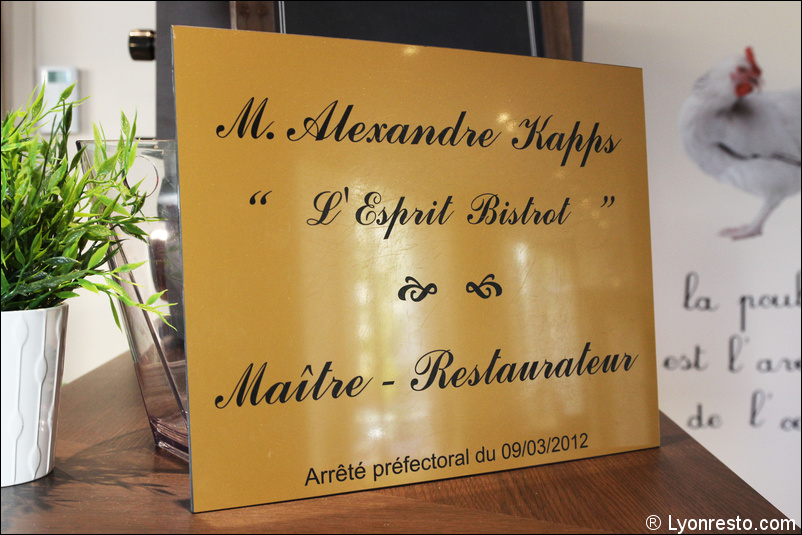 M. Alexandre Kapps
“ L'Esprit Bistrot ”
Maître - Restaurateur
Arrêté préfectoral du 09/03/2012
la
est
de
® Lyonresto.com